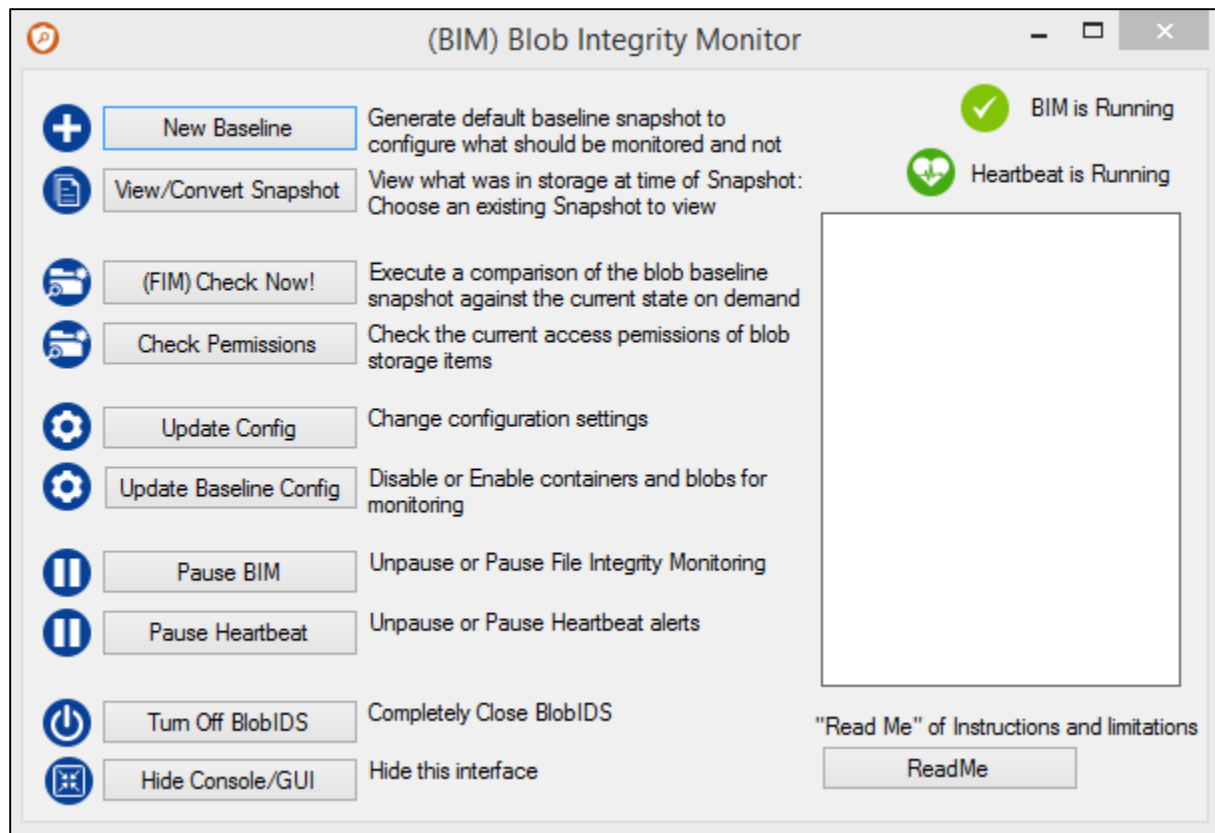 (BIM) Blob Integrity Monitor
New Baseline
Generate default baseline snapshot to
configure what should be monitored and not
View/Convert Snapshot
View what was in storage at time of Snapshot:
Choose an existing Snapshot to view
(FIM) Check Now!
Execute a comparison of the blob baseline
snapshot against the current state on demand
Check Permissions
Check the current access pemissions of blob
storage items
Update Config
Change configuration settings
Update Baseline Config
Disable or Enable containers and blobs for
monitoring
Pause BIM
Unpause or Pause File Integrity Monitoring
Pause Heartbeat
Unpause or Pause Heartbeat alerts
Turn Off BlobIDS
Completely Close BlobIDS
Hide Console/GUI
Hide this interface
BIM is Running
Heartbeat is Running
"Read Me" of Instructions and limitations
ReadMe